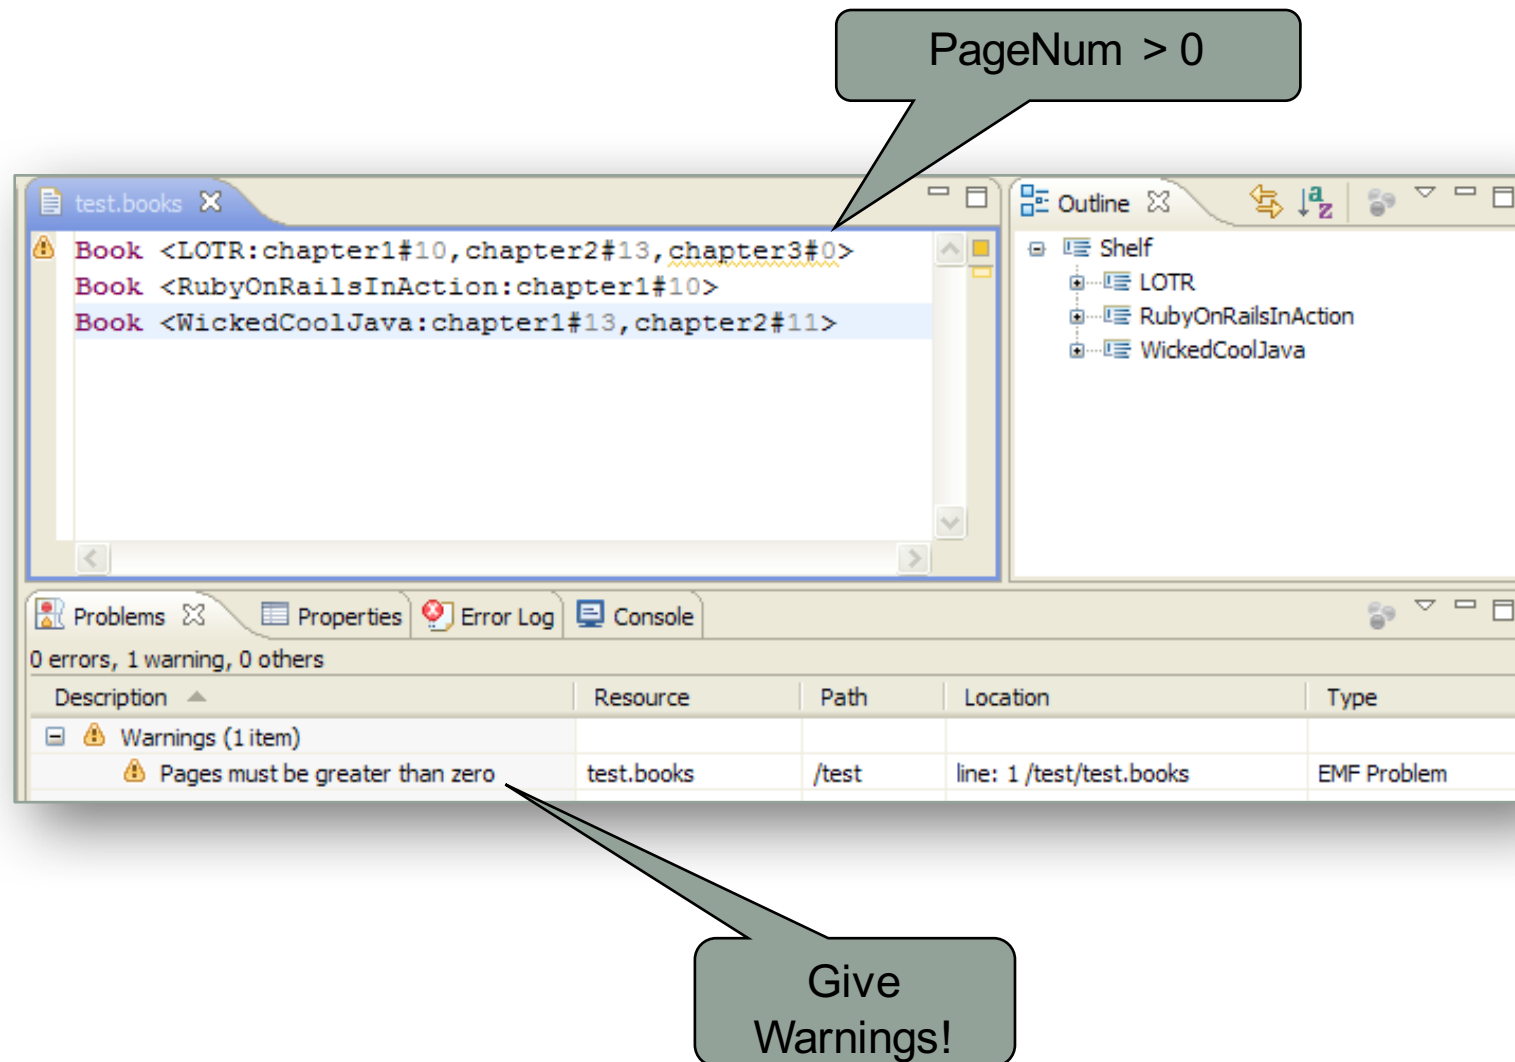 PageNum > 0
test.books
Book <LOTR:chapter1#10,chapter2#13,chapter3#0>
Book <RubyOnRailsInAction:chapter1#10>
Book <WickedCoolJava:chapter1#13,chapter2#11>
Outline
Shelf
LOTR
RubyOnRailsInAction
WickedCoolJava
Problems Properties Error Log Console
0 errors, 1 warning, 0 others
Description Resource Path Location Type
Warnings (1 item)
Pages must be greater than zero test.books /test line: 1 /test/test.books EMF Problem
Give
Warnings!